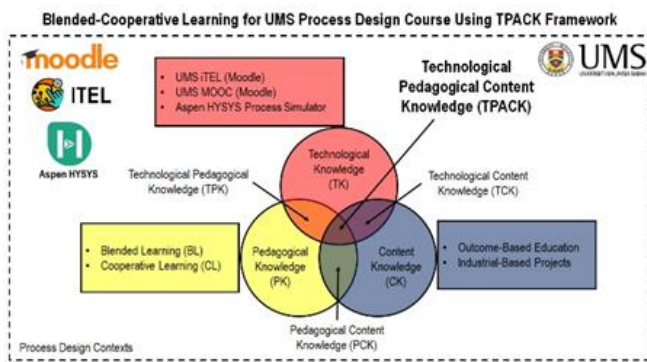 Blended-Cooperative Learning for UMS Process Design Course Using TPACK Framework
moodle
ITEL
Aspen HYSYS
• UMS iTEL (Moodle)
• UMS MOOC (Moodle)
• Aspen HYSYS Process Simulator
Technological
Pedagogical Content
Knowledge (TPACK)
UMS
UNIVERSITI MALAYSIA SABAH
Technological
Knowledge
(TK)
Technological Pedagogical
Knowledge (TPK)
Technological Content
Knowledge (TCK)
• Blended Learning (BL)
• Cooperative Learning (CL)
Pedagogical
Knowledge
(PK)
Content
Knowledge
(CK)
• Outcome-Based Education
• Industrial-Based Projects
Pedagogical Content
Knowledge (PCK)
Process Design Contexts